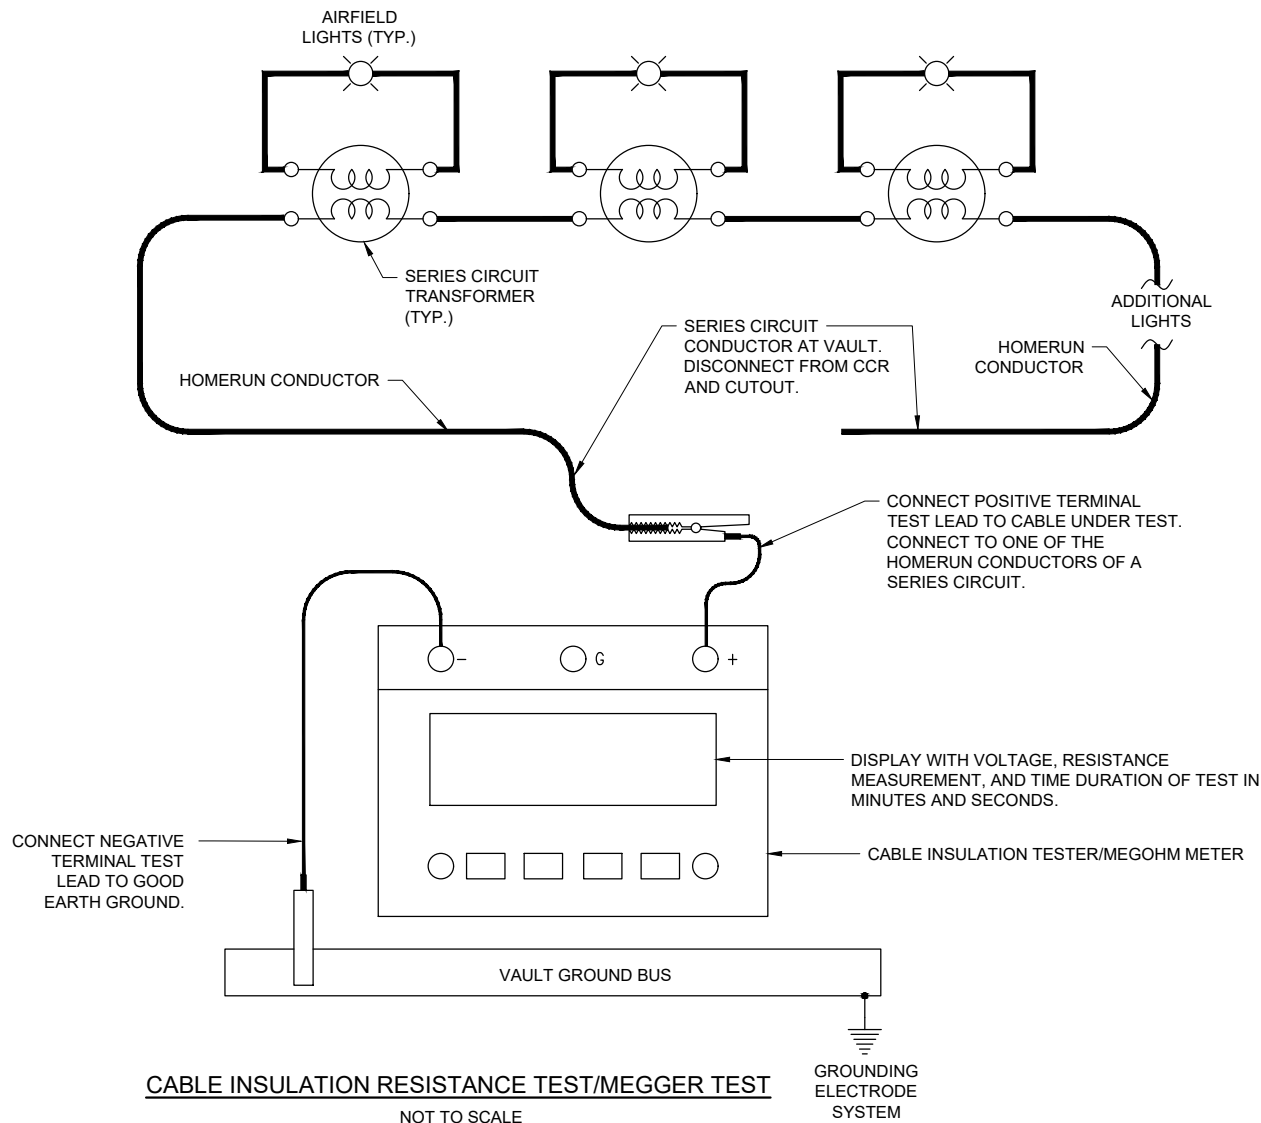 AIRFIELD
LIGHTS (TYP.)
SERIES CIRCUIT
TRANSFORMER
(TYP.)
ADDITIONAL
LIGHTS
SERIES CIRCUIT
CONDUCTOR AT VAULT.
DISCONNECT FROM CCR
AND CUTOUT.
HOMERUN
CONDUCTOR
HOMERUN CONDUCTOR
CONNECT POSITIVE TERMINAL
TEST LEAD TO CABLE UNDER TEST.
CONNECT TO ONE OF THE
HOMERUN CONDUCTORS OF A
SERIES CIRCUIT.
- G +
DISPLAY WITH VOLTAGE, RESISTANCE
MEASUREMENT, AND TIME DURATION OF TEST IN
MINUTES AND SECONDS.
CONNECT NEGATIVE
TERMINAL TEST
LEAD TO GOOD
EARTH GROUND.
CABLE INSULATION TESTER/MEGOHM METER
VAULT GROUND BUS
GROUNDING
ELECTRODE
SYSTEM
CABLE INSULATION RESISTANCE TEST/MEGGER TEST
NOT TO SCALE